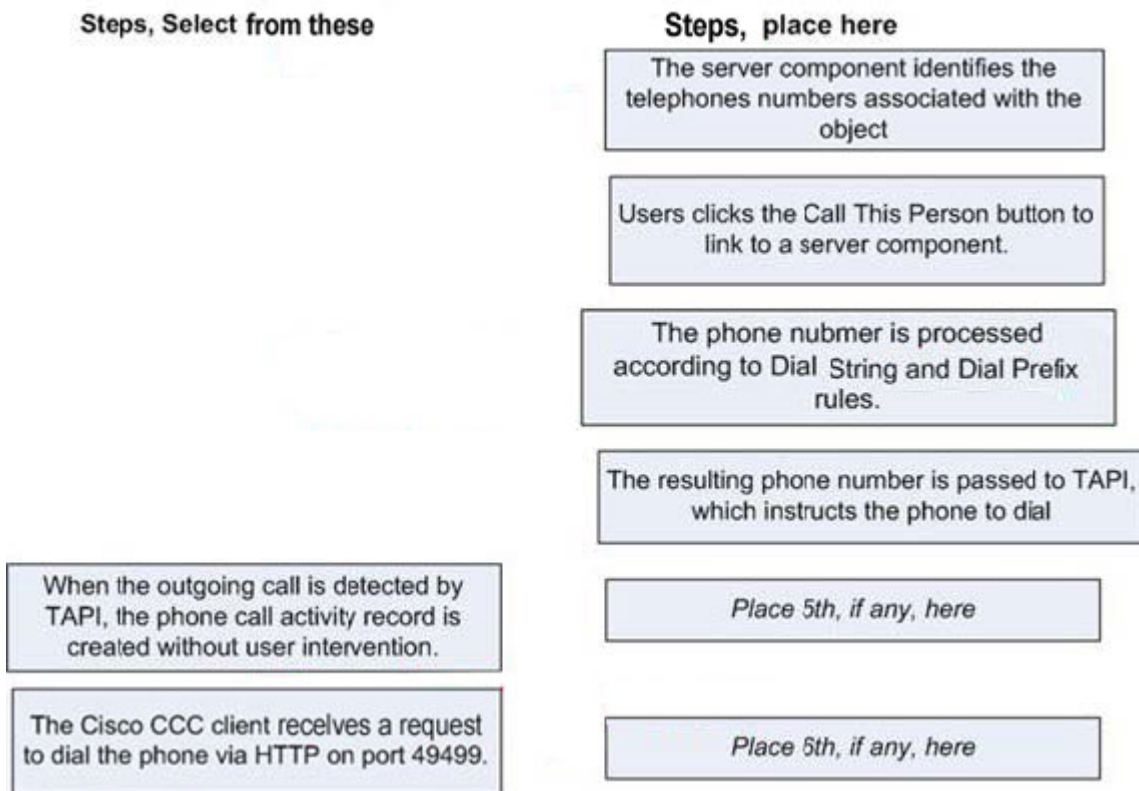 Steps, Select from these
Steps, place here
The server component identifies the
telephones numbers associated with the
object
Users clicks the Call This Person button to
link to a server component.
The phone nubmer is processed
according to Dial String and Dial Prefix
rules.
The resulting phone number is passed to TAPI,
which instructs the phone to dial
When the outgoing call is detected by
TAPI, the phone call activity record is
created without user intervention.
Place 5th, if any, here
The Cisco CCC client receives a request
to dial the phone via HTTP on port 49499.
Place 6th, if any, here